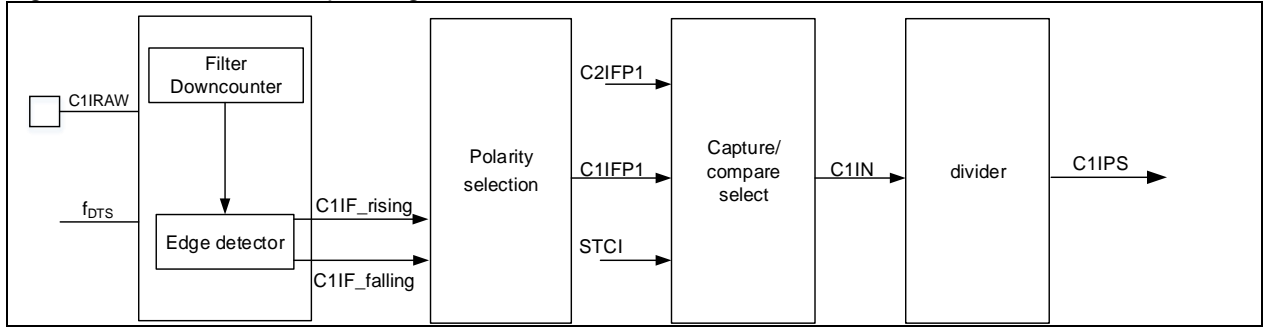 Filter
Downcounter
C1IRAW
fDTS
Edge detector
C1IF_rising
C1IF_falling
Polarity
selection
C2IFP1
C1IFP1
STCI
Capture/
compare
select
C1IN
divider
C1IPS